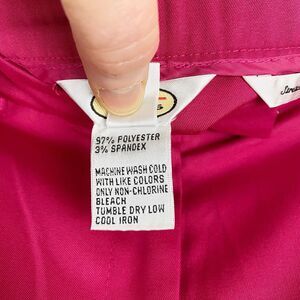 97% POLYESTER
3% SPANDEX
MACHINE WASH COLD
WITH LIKE COLORS
ONLY NON-CHLORINE
BLEACH
TUMBLE DRY LOW
COOL IRON